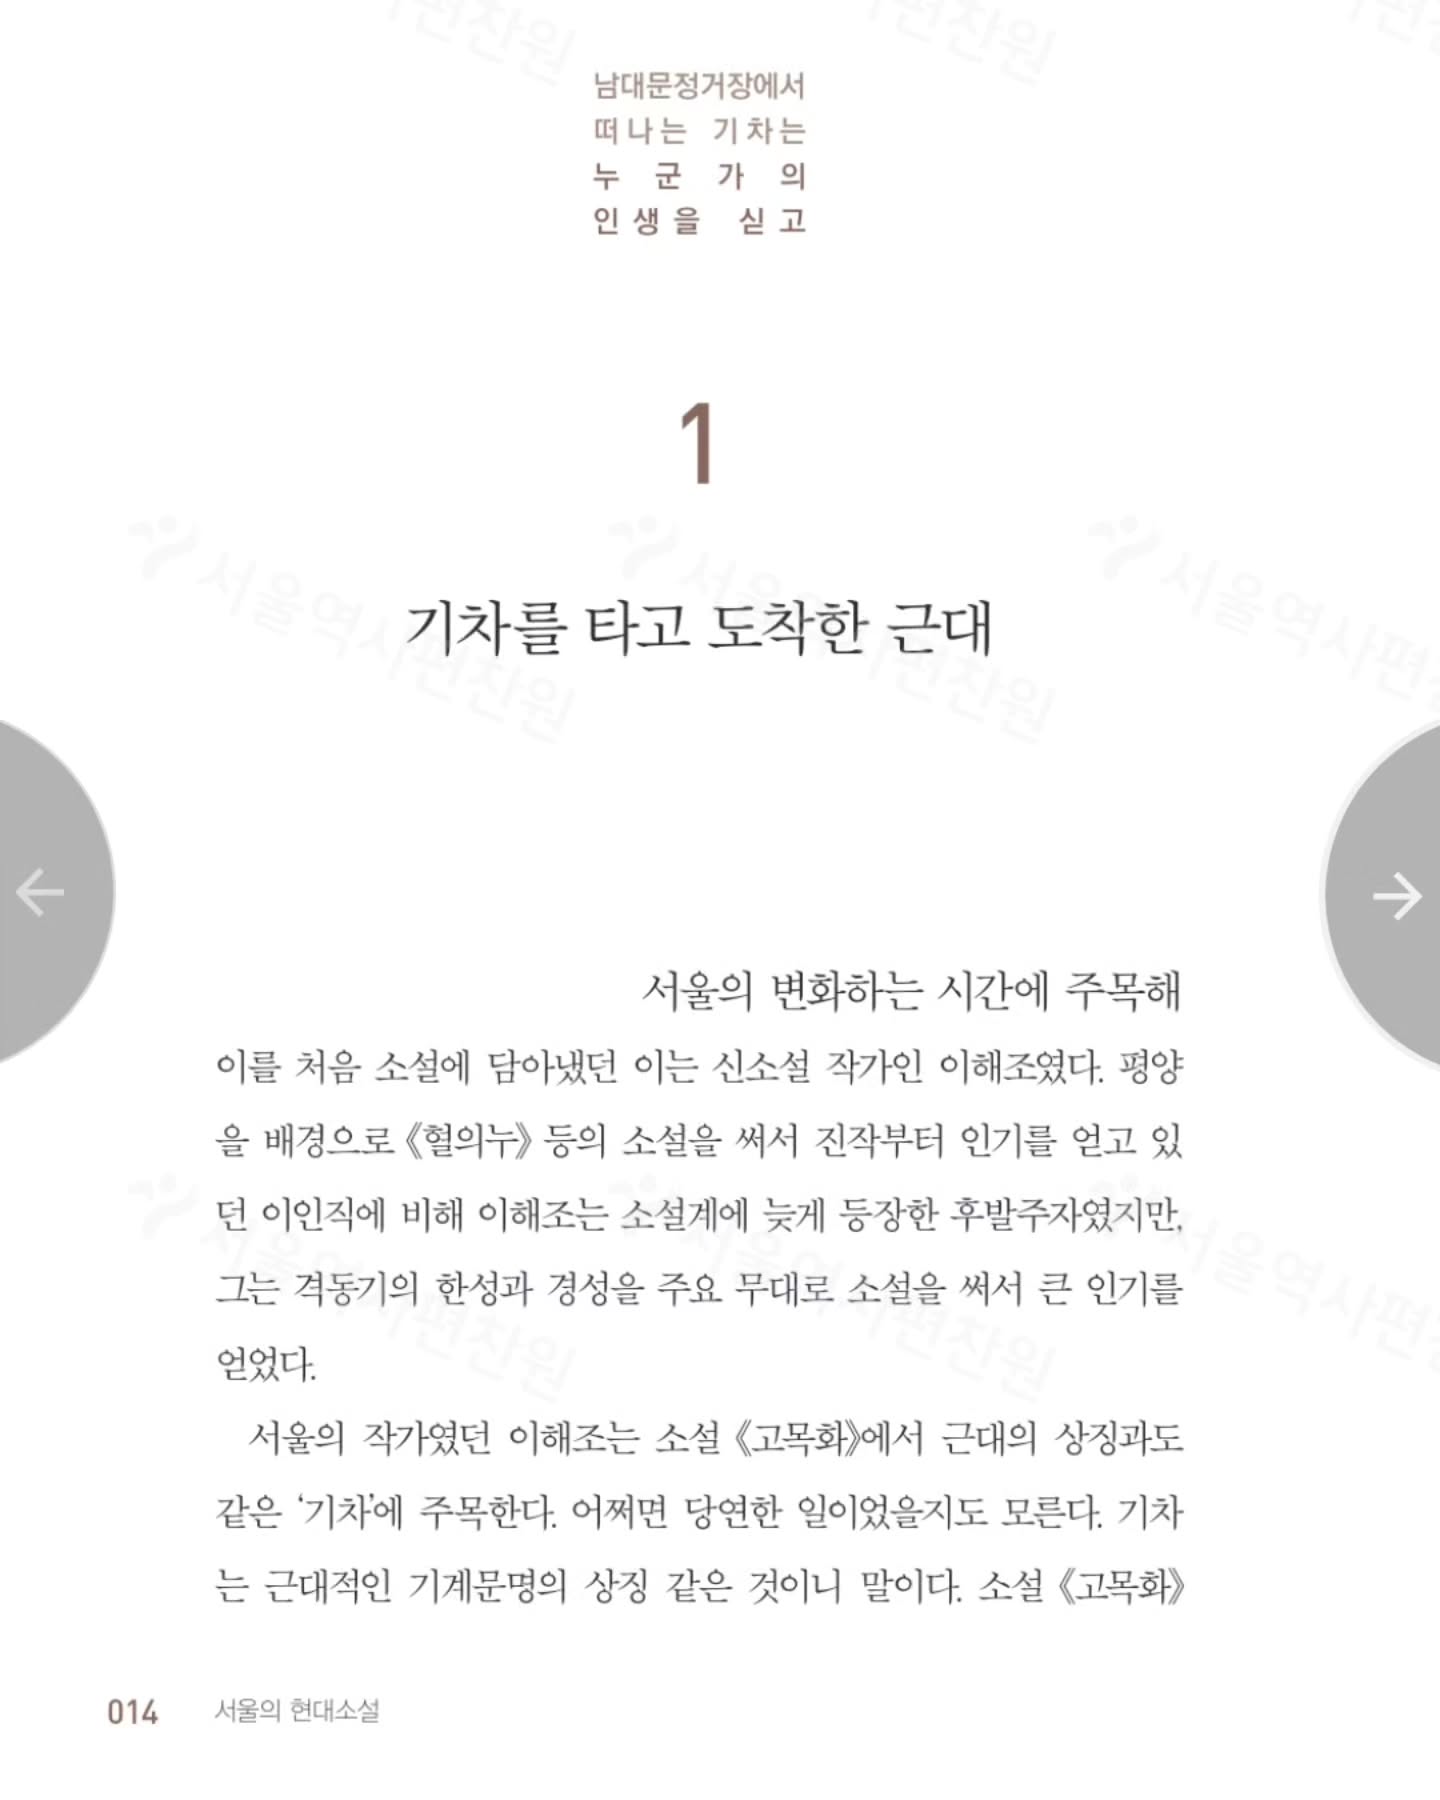 남대문정거장에서
떠나는 기차는
누군가의
인생을 싣고
1
기차를 타고 도착한 근대
서울의 변화하는 시간에 주목해
이를 처음 소설에 담아냈던 이는 신소설 작가인 이해조였다. 평양
을 배경으로 《혈의누》 등의 소설을 써서 진작부터 인기를 얻고 있
던 이인직에 비해 이해조는 소설계에 늦게 등장한 후발주자였지만,
그는 격동기의 한성과 경성을 주요 무대로 소설을 써서 큰 인기를
얻었다.
서울의 작가였던 이해조는 소설 《고목화》에서 근대의 상징과도
같은 ‘기차’에 주목한다. 어쩌면 당연한 일이었을지도 모른다. 기차
는 근대적인 기계문명의 상징 같은 것이니 말이다. 소설 《고목화》
014 서울의 현대소설
서울역사편찬원